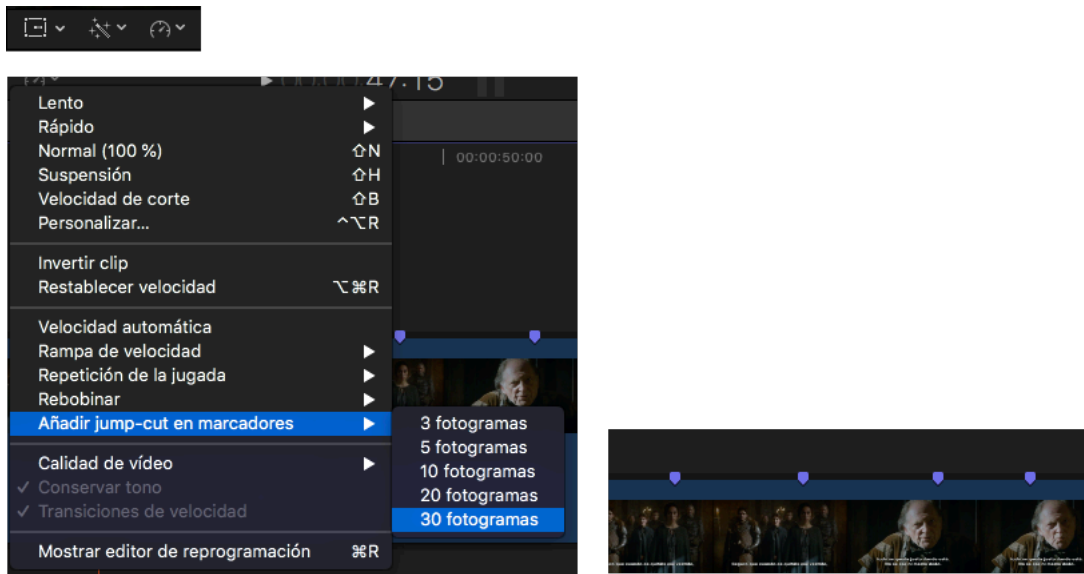 47:15
Lento
Rápido
Normal (100 %) ⇧N
Suspensión ⇧H
Velocidad de corte ⇧B
Personalizar... ^⌥R
00:00:50:00
Invertir clip
Restablecer velocidad ⌥⌘R
Velocidad automática
Rampa de velocidad
Repetición de la jugada
Rebobinar
Añadir jump-cut en marcadores
3 fotogramas
5 fotogramas
10 fotogramas
20 fotogramas
30 fotogramas
Calidad de vídeo
✓ Conservar tono
✓ Transiciones de velocidad
Mostrar editor de reprogramación ⌘R